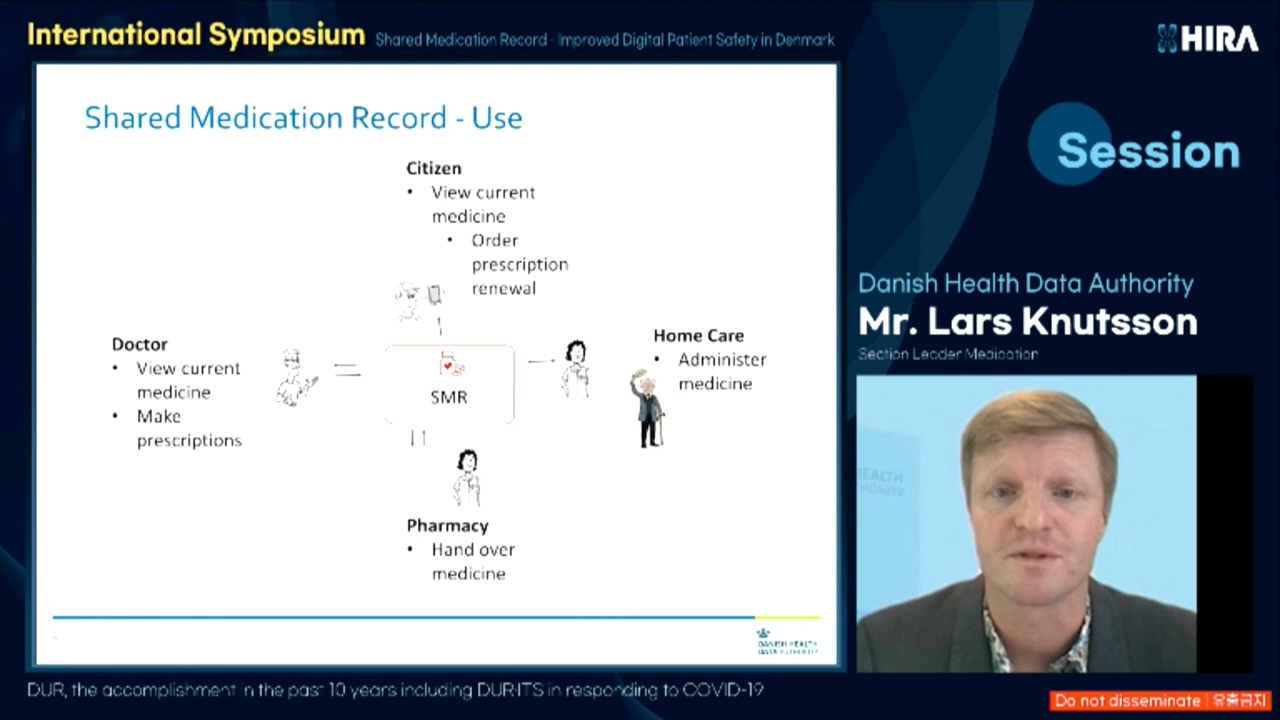 International Symposium Shared Medication Record - Improved Digital Patient Safety in Denmark
HIRA
Session
Shared Medication Record - Use
Citizen
• View current
medicine
• Order
prescription
renewal
Doctor
• View current
medicine
• Make
prescriptions
SMR
Home Care
• Administer
medicine
Pharmacy
• Hand over
medicine
DANISH HEALTH
DATA AUTHORITY
Danish Health Data Authority
Mr. Lars Knutsson
Section Leader Medication
HEALTH
DUR, the accomplishment in the past 10 years including DUR-ITS in responding to COVID-19
Do not disseminate | 유출금지